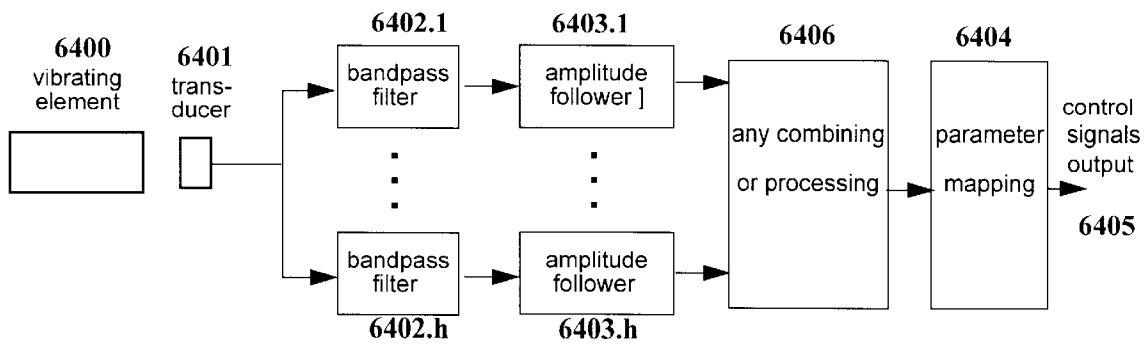 6400
vibrating
element
6401
trans-
ducer
6402.1
bandpass
filter
6403.1
amplitude
follower ]
6402.h
bandpass
filter
6403.h
amplitude
follower
6406
any combining
or processing
6404
parameter
mapping
control
signals
output
6405